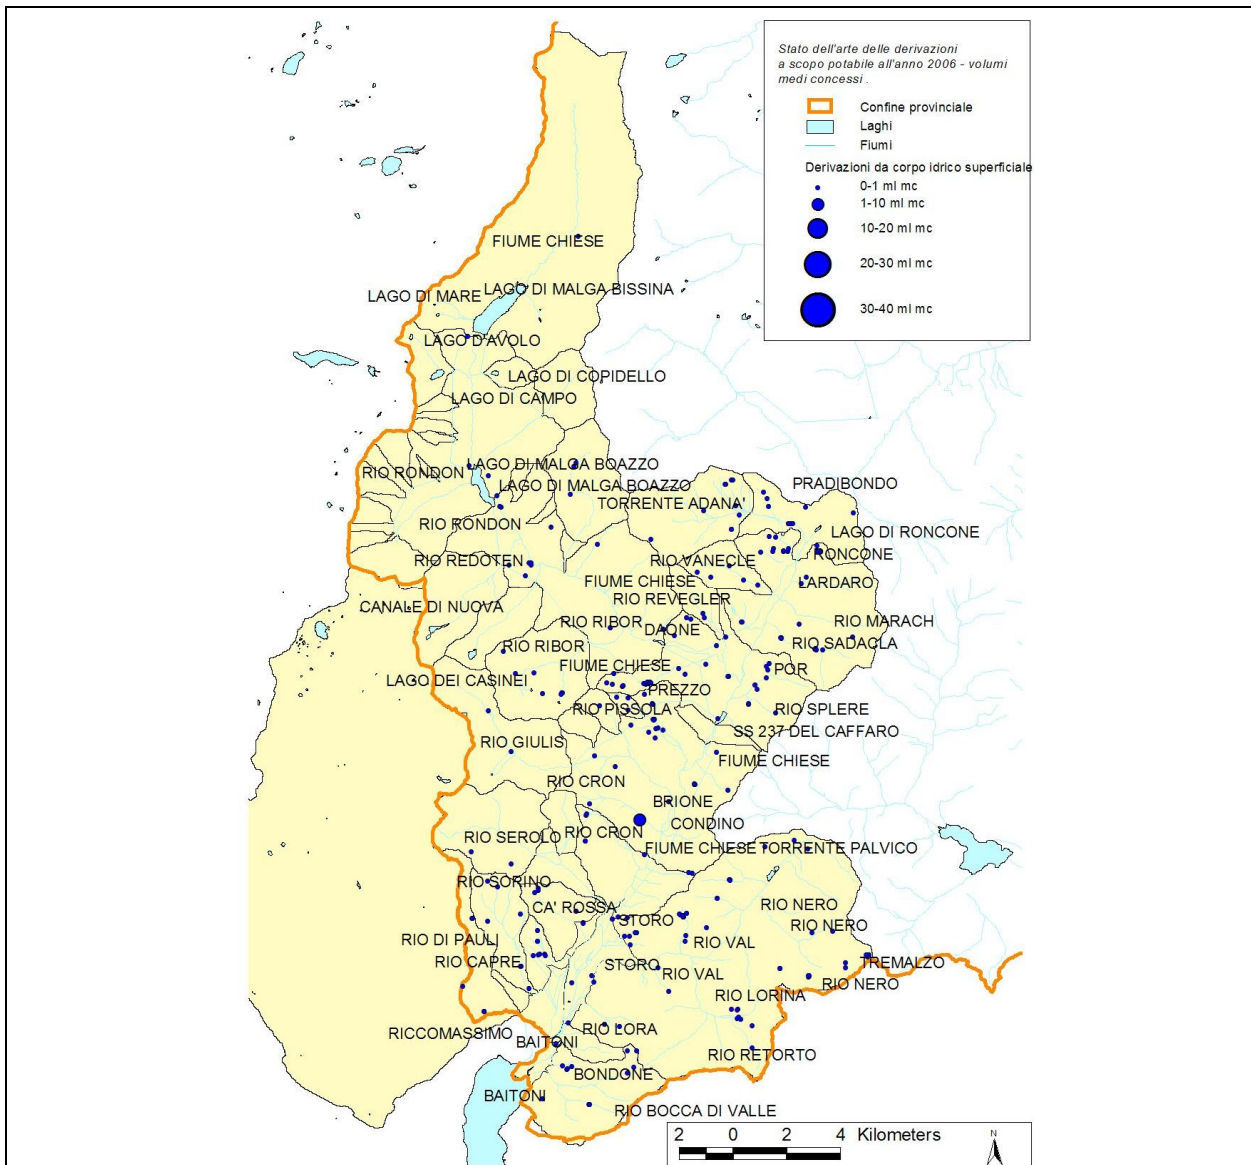 Stato dell'arte delle derivazioni
a scopo potabile all'anno 2006 - volumi
medi concessi .
Confine provinciale
Laghi
Fiumi
Derivazioni da corpo idrico superficiale
0-1 ml mc
1-10 ml mc
10-20 ml mc
20-30 ml mc
30-40 ml mc
FIUME CHIESE
LAGO DI MALGA BISSINA
LAGO DI MARE
LAGO D'AVOLO
LAGO DI COPIDELLO
LAGO DI CAMPO
LAGO DI MALGA BOAZZO
RIO RONDON
LAGO DI MALGA BOAZZO
PRADIBONDO
TORRENTE ADANA'
RIO RONDON
LAGO DI RONCONE
RONCONE
RIO REDOTEN
RIO VANECLE
FIUME CHIESE
LARDARO
RIO REVEGLER
CANALE DI NUOVA
RIO RIBOR
DAONE
RIO MARACH
RIO SADACLA
RIO RIBOR
FIUME CHIESE
POR
LAGO DEI CASINEI
PREZZO
RIO PISSOLA
RIO SPLERE
SS 237 DEL CAFFARO
RIO GIULIS
FIUME CHIESE
RIO CRON
BRIONE
CONDINO
RIO SEROLO
RIO CRON
FIUME CHIESE
TORRENTE PALVICO
RIO SORINO
CA' ROSSA
RIO NERO
STORO
RIO NERO
RIO DI PAULI
RIO VAL
RIO CAPRE
STORO
RIO VAL
TREMALZO
RIO NERO
RIO LORINA
RICCOMASSIMO
RIO LORA
BAITONI
RIO RETORTO
BONDONE
BAITONI
RIO BOCCA DI VALLE
2 0 2 4 Kilometers
N